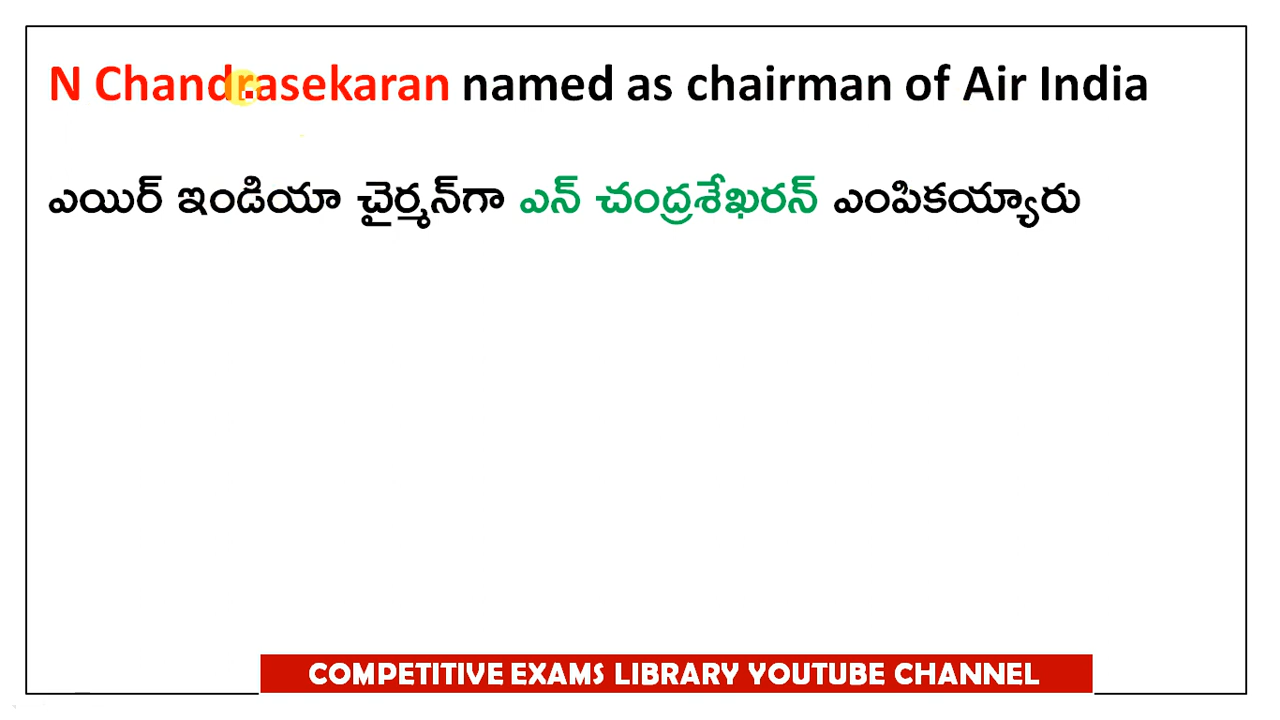 N Chandrasekaran named as chairman of Air India
ఎయిర్ ఇండియా చైర్మన్‌గా ఎన్ చంద్రశేఖరన్ ఎంపికయ్యారు
COMPETITIVE EXAMS LIBRARY YOUTUBE CHANNEL